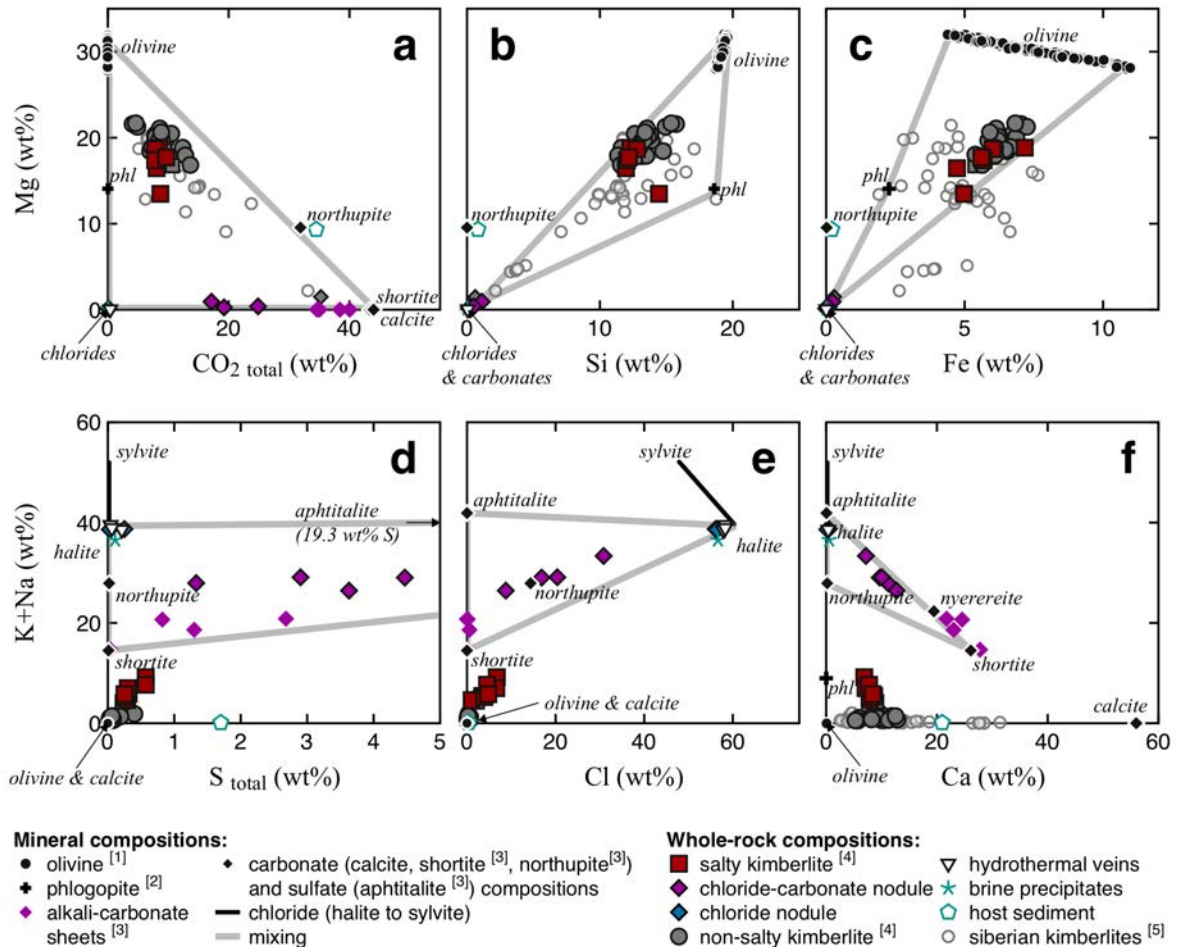 a
b
c
30
20
10
0
Mg (wt%)
olivine
phl
northupite
shortite
calcite
chlorides
0
20
40
CO2 total (wt%)
olivine
phl
northupite
chlorides
& carbonates
0
10
20
Si (wt%)
olivine
phl
northupite
chlorides
& carbonates
0
5
10
Fe (wt%)
d
e
f
60
40
20
0
K+Na (wt%)
sylvite
aphtitalite
(19.3 wt% S)
halite
northupite
shortite
olivine & calcite
0
1
2
3
4
5
S total (wt%)
sylvite
aphtitalite
halite
northupite
shortite
olivine & calcite
0
20
40
60
Cl (wt%)
sylvite
aphtitalite
halite
northupite
nyerereite
shortite
phl
calcite
olivine
0
20
40
60
Ca (wt%)
Mineral compositions:
olivine [1]
phlogopite [2]
alkali-carbonate
sheets [3]
carbonate (calcite, shortite [3], northupite[3])
and sulfate (aphtitalite [3]) compositions
chloride (halite to sylvite)
mixing
Whole-rock compositions:
salty kimberlite [4]
chloride-carbonate nodule
chloride nodule
non-salty kimberlite [4]
hydrothermal veins
brine precipitates
host sediment
siberian kimberlites [5]